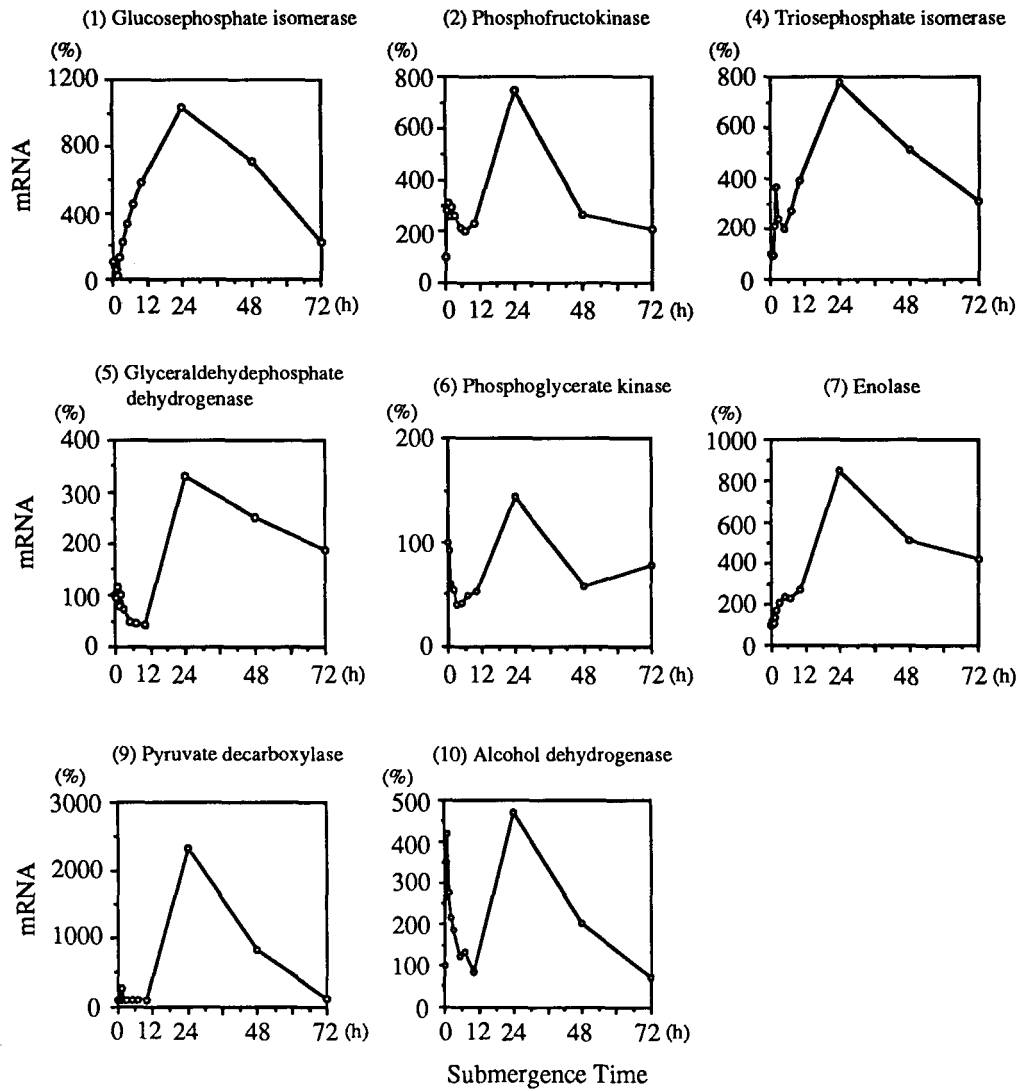 (1) Glucosephosphate isomerase
(%)
1200
800
400
0
mRNA
0 12 24 48 72 (h)
(2) Phosphofructokinase
(%)
800
600
400
200
0
0 12 24 48 72 (h)
(4) Triosephosphate isomerase
(%)
800
600
400
200
0
0 12 24 48 72 (h)
(5) Glyceraldehydephosphate
dehydrogenase
(%)
400
300
200
100
0
mRNA
0 12 24 48 72 (h)
(6) Phosphoglycerate kinase
(%)
200
100
0
0 12 24 48 72 (h)
(7) Enolase
(%)
1000
800
600
400
200
0
0 12 24 48 72 (h)
(9) Pyruvate decarboxylase
(%)
3000
2000
1000
0
mRNA
0 12 24 48 72 (h)
(10) Alcohol dehydrogenase
(%)
500
400
300
200
100
0
0 12 24 48 72 (h)
Submergence Time